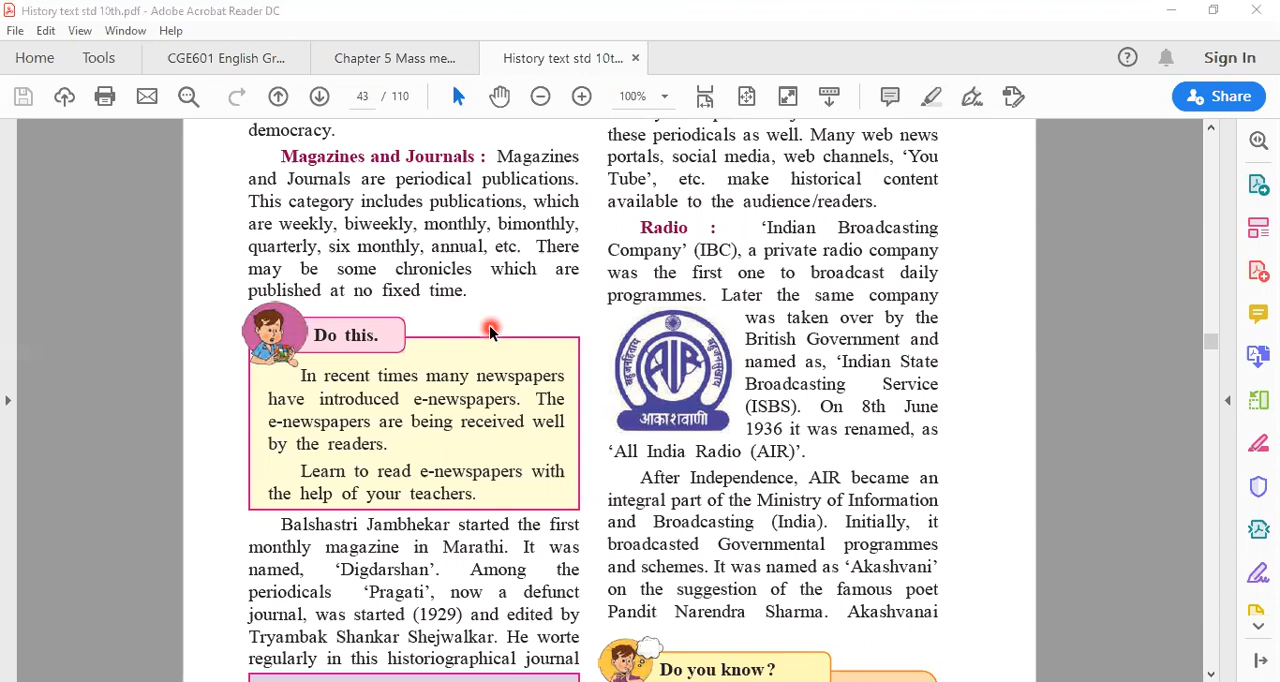 History text std 10th.pdf - Adobe Acrobat Reader DC
File Edit View Window Help
Home Tools CGE601 English Gr... Chapter 5 Mass me... History text std 10t... ×
Sign In
43 / 110
100%
Share
democracy.
Magazines and Journals : Magazines
and Journals are periodical publications.
This category includes publications, which
are weekly, biweekly, monthly, bimonthly,
quarterly, six monthly, annual, etc. There
may be some chronicles which are
published at no fixed time.
Do this.
In recent times many newspapers
have introduced e-newspapers. The
e-newspapers are being received well
by the readers.
Learn to read e-newspapers with
the help of your teachers.
Balshastri Jambhekar started the first
monthly magazine in Marathi. It was
named, ‘Digdarshan’. Among the
periodicals ‘Pragati’, now a defunct
journal, was started (1929) and edited by
Tryambak Shankar Shejwalkar. He worte
regularly in this historiographical journal
these periodicals as well. Many web news
portals, social media, web channels, ‘You
Tube’, etc. make historical content
available to the audience/readers.
Radio : ‘Indian Broadcasting
Company’ (IBC), a private radio company
was the first one to broadcast daily
programmes. Later the same company
was taken over by the
British Government and
named as, ‘Indian State
Broadcasting Service
(ISBS). On 8th June
1936 it was renamed, as
‘All India Radio (AIR)’.
बहुजनहिताय बहुजनसुखाय
AIR
आकाशवाणी
After Independence, AIR became an
integral part of the Ministry of Information
and Broadcasting (India). Initially, it
broadcasted Governmental programmes
and schemes. It was named as ‘Akashvani’
on the suggestion of the famous poet
Pandit Narendra Sharma. Akashvanai
Do you know?